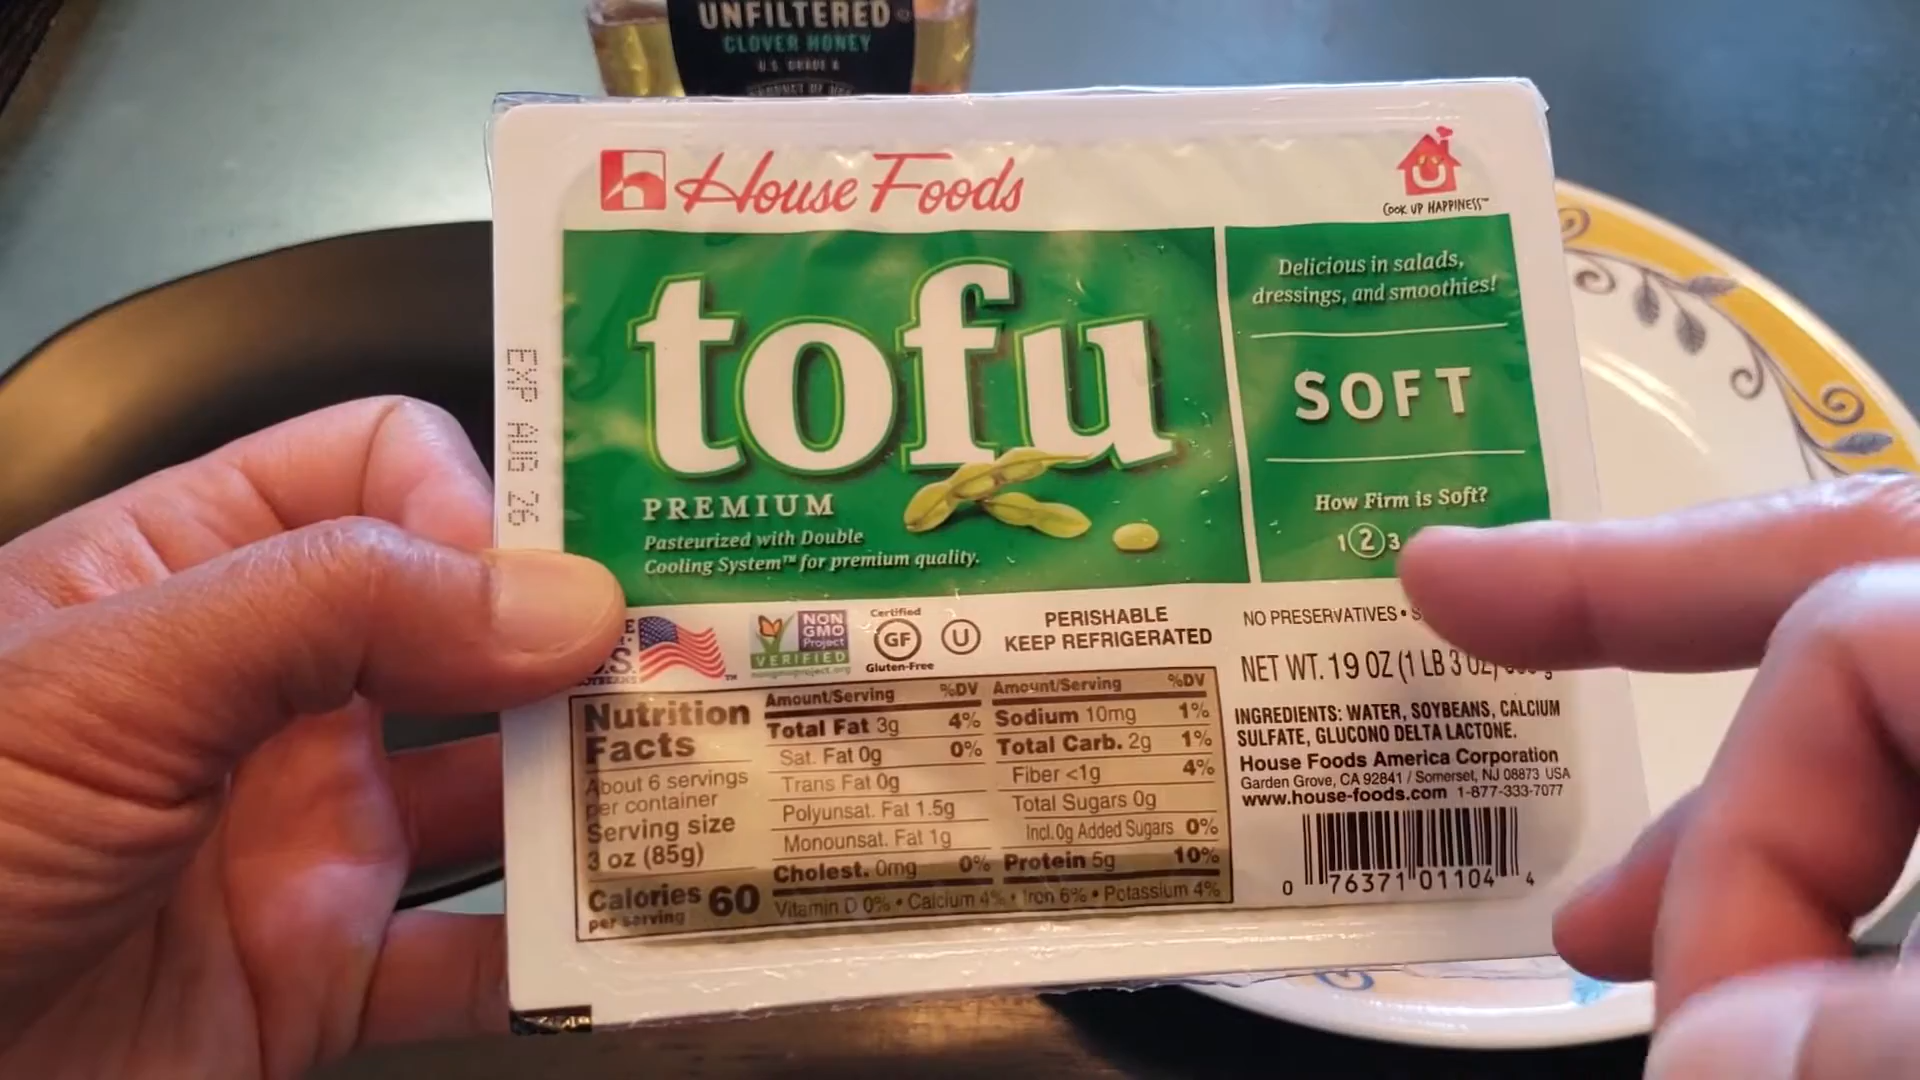 UNFILTERED
CLOVER HONEY
U.S. GRADE A
PRODUCT OF
House Foods
COOK UP HAPPINESS™
tofu
PREMIUM
Pasteurized with Double
Cooling System™ for premium quality.
Delicious in salads,
dressings, and smoothies!
SOFT
How Firm is Soft?
1 2 3
EXP AUG 26
NON
GMO
Project
VERIFIED
nongmoproject.org
Certified
GF
Gluten-Free
U
PERISHABLE
KEEP REFRIGERATED
NO PRESERVATIVES •
NET WT. 19 OZ (1 LB 3 OZ)
Nutrition
Facts
About 6 servings
per container
Serving size
3 oz (85g)
Calories 60
per serving
Amount/Serving %DV
Total Fat 3g 4%
Sat. Fat 0g 0%
Trans Fat 0g
Polyunsat. Fat 1.5g
Monounsat. Fat 1g
Cholest. 0mg 0%
Amount/Serving %DV
Sodium 10mg 1%
Total Carb. 2g 1%
Fiber <1g 4%
Total Sugars 0g
Incl. 0g Added Sugars 0%
Protein 5g 10%
Vitamin D 0% • Calcium 4% • Iron 6% • Potassium 4%
INGREDIENTS: WATER, SOYBEANS, CALCIUM
SULFATE, GLUCONO DELTA LACTONE.
House Foods America Corporation
Garden Grove, CA 92841 / Somerset, NJ 08873 USA
www.house-foods.com 1-877-333-7077
0 76371 01104 4